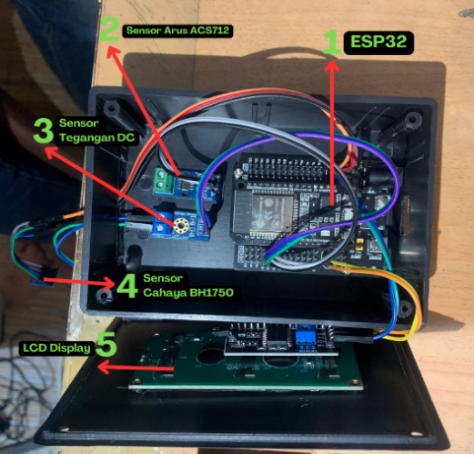 2 Sensor Arus ACS712
1 ESP32
3 Sensor
Tegangan DC
4 Sensor
Cahaya BH1750
LCD Display 5